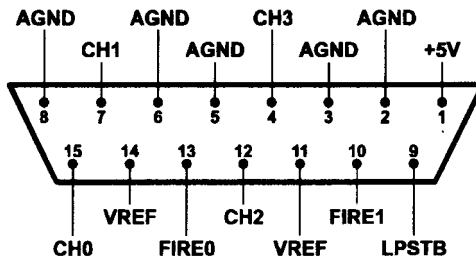 AGND AGND CH3 AGND
CH1 AGND AGND +5V
8 7 6 5 4 3 2 1
15 14 13 12 11 10 9
VREF CH2 FIRE1
CH0 FIRE0 VREF LPSTB